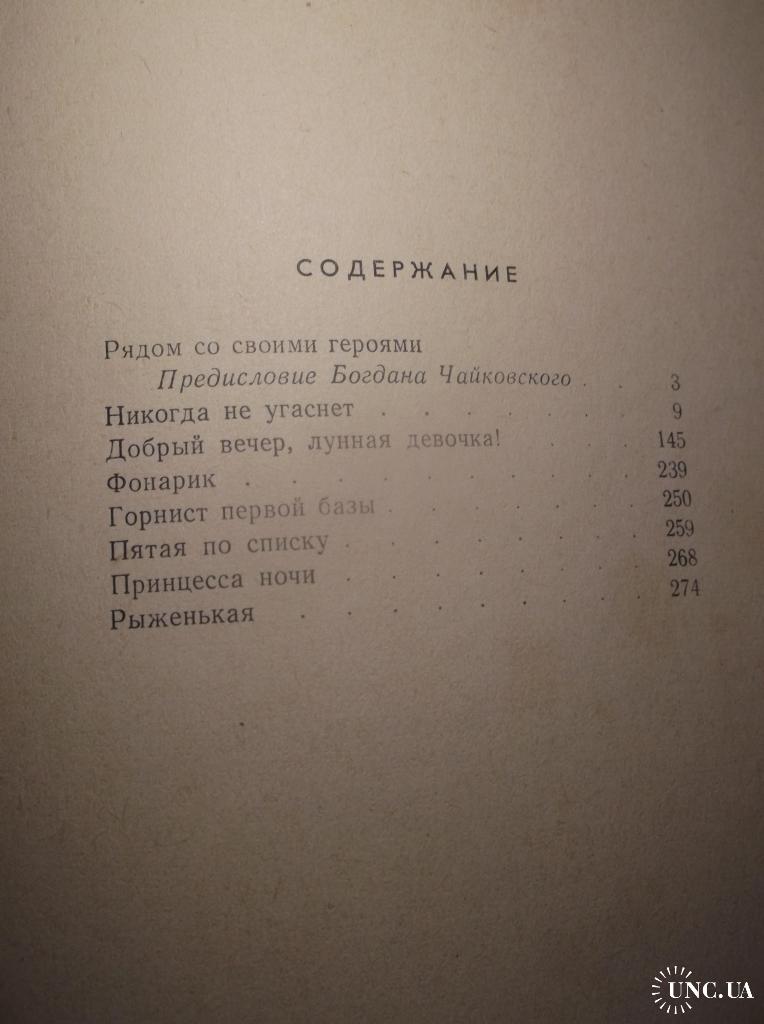 СОДЕРЖАНИЕ
Рядом со своими героями
Предисловие Богдана Чайковского . . 3
Никогда не угаснет . . . . . . . 9
Добрый вечер, лунная девочка! . . . 145
Фонарик . . . . . . . . . 239
Горнист первой базы . . . . . . 250
Пятая по списку . . . . . . . 259
Принцесса ночи . . . . . . . 268
Рыженькая . . . . . . . . 274
UNC.UA